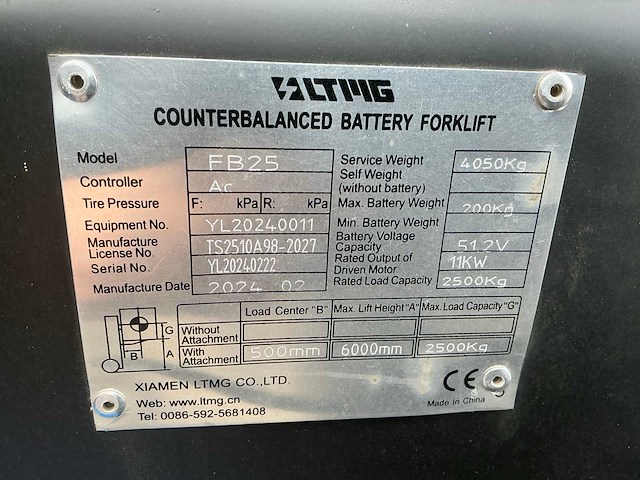 LTMG
COUNTERBALANCED BATTERY FORKLIFT
Model FB25
Controller Ac
Tire Pressure F: kPa R: kPa
Equipment No. YL20240011
Manufacture License No. TS2510A98-2027
Serial No. YL20240222
Manufacture Date 2024 02
Service Weight 4050Kg
Self Weight (without battery)
Max. Battery Weight 200Kg
Min. Battery Weight
Battery Voltage Capacity 51.2V
Rated Output of Driven Motor 11KW
Rated Load Capacity 2500Kg
Load Center "B" Max. Lift Height "A" Max. Load Capacity "G"
Without Attachment
With Attachment 500mm 6000mm 2500Kg
G
B A
XIAMEN LTMG CO.,LTD.
Web: www.ltmg.cn
Tel: 0086-592-5681408
CE
Made in China